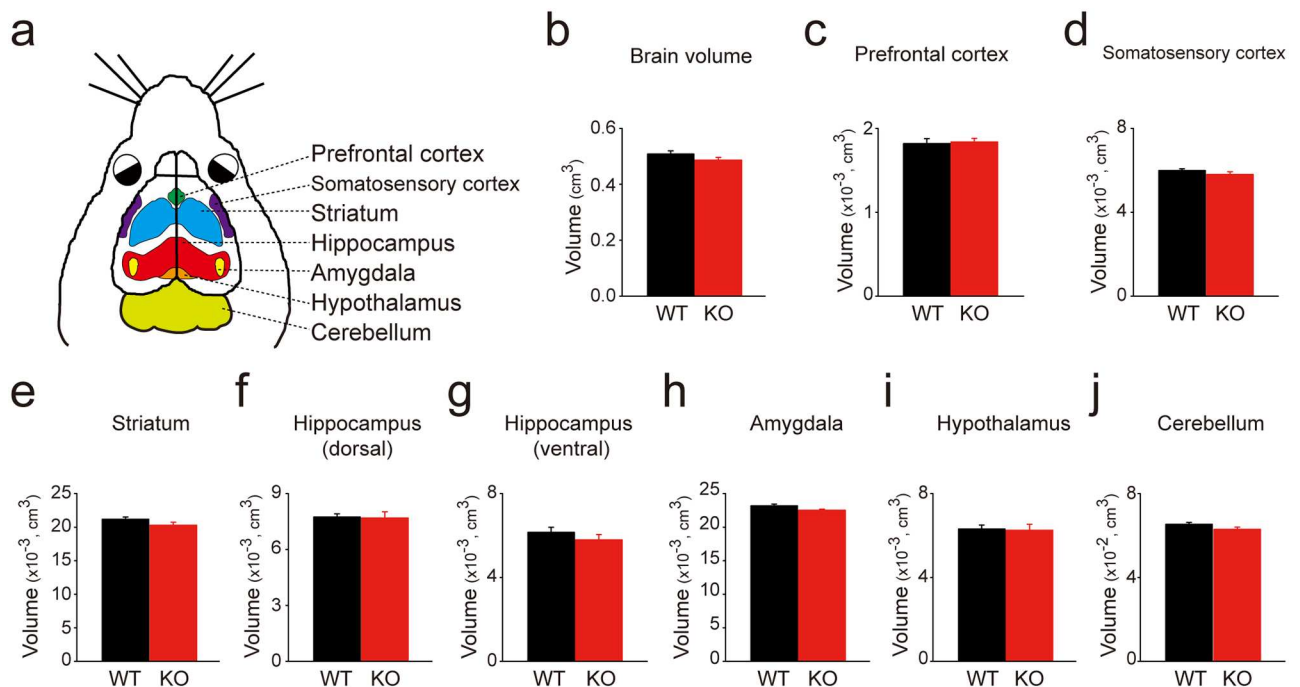 a
Prefrontal cortex
Somatosensory cortex
Striatum
Hippocampus
Amygdala
Hypothalamus
Cerebellum
b
Brain volume
Volume (cm³)
0.6
0.4
0.2
0.0
WT KO
c
Prefrontal cortex
Volume (x10⁻³, cm³)
2
1
0
WT KO
d
Somatosensory cortex
Volume (x10⁻³, cm³)
8
4
0
WT KO
e
Striatum
Volume (x10⁻³, cm³)
25
20
15
10
5
0
WT KO
f
Hippocampus
(dorsal)
Volume (x10⁻³, cm³)
9
6
3
0
WT KO
g
Hippocampus
(ventral)
Volume (x10⁻³, cm³)
8
4
0
WT KO
h
Amygdala
Volume (x10⁻³, cm³)
25
20
15
10
5
0
WT KO
i
Hypothalamus
Volume (x10⁻³, cm³)
8
4
0
WT KO
j
Cerebellum
Volume (x10⁻², cm³)
8
4
0
WT KO